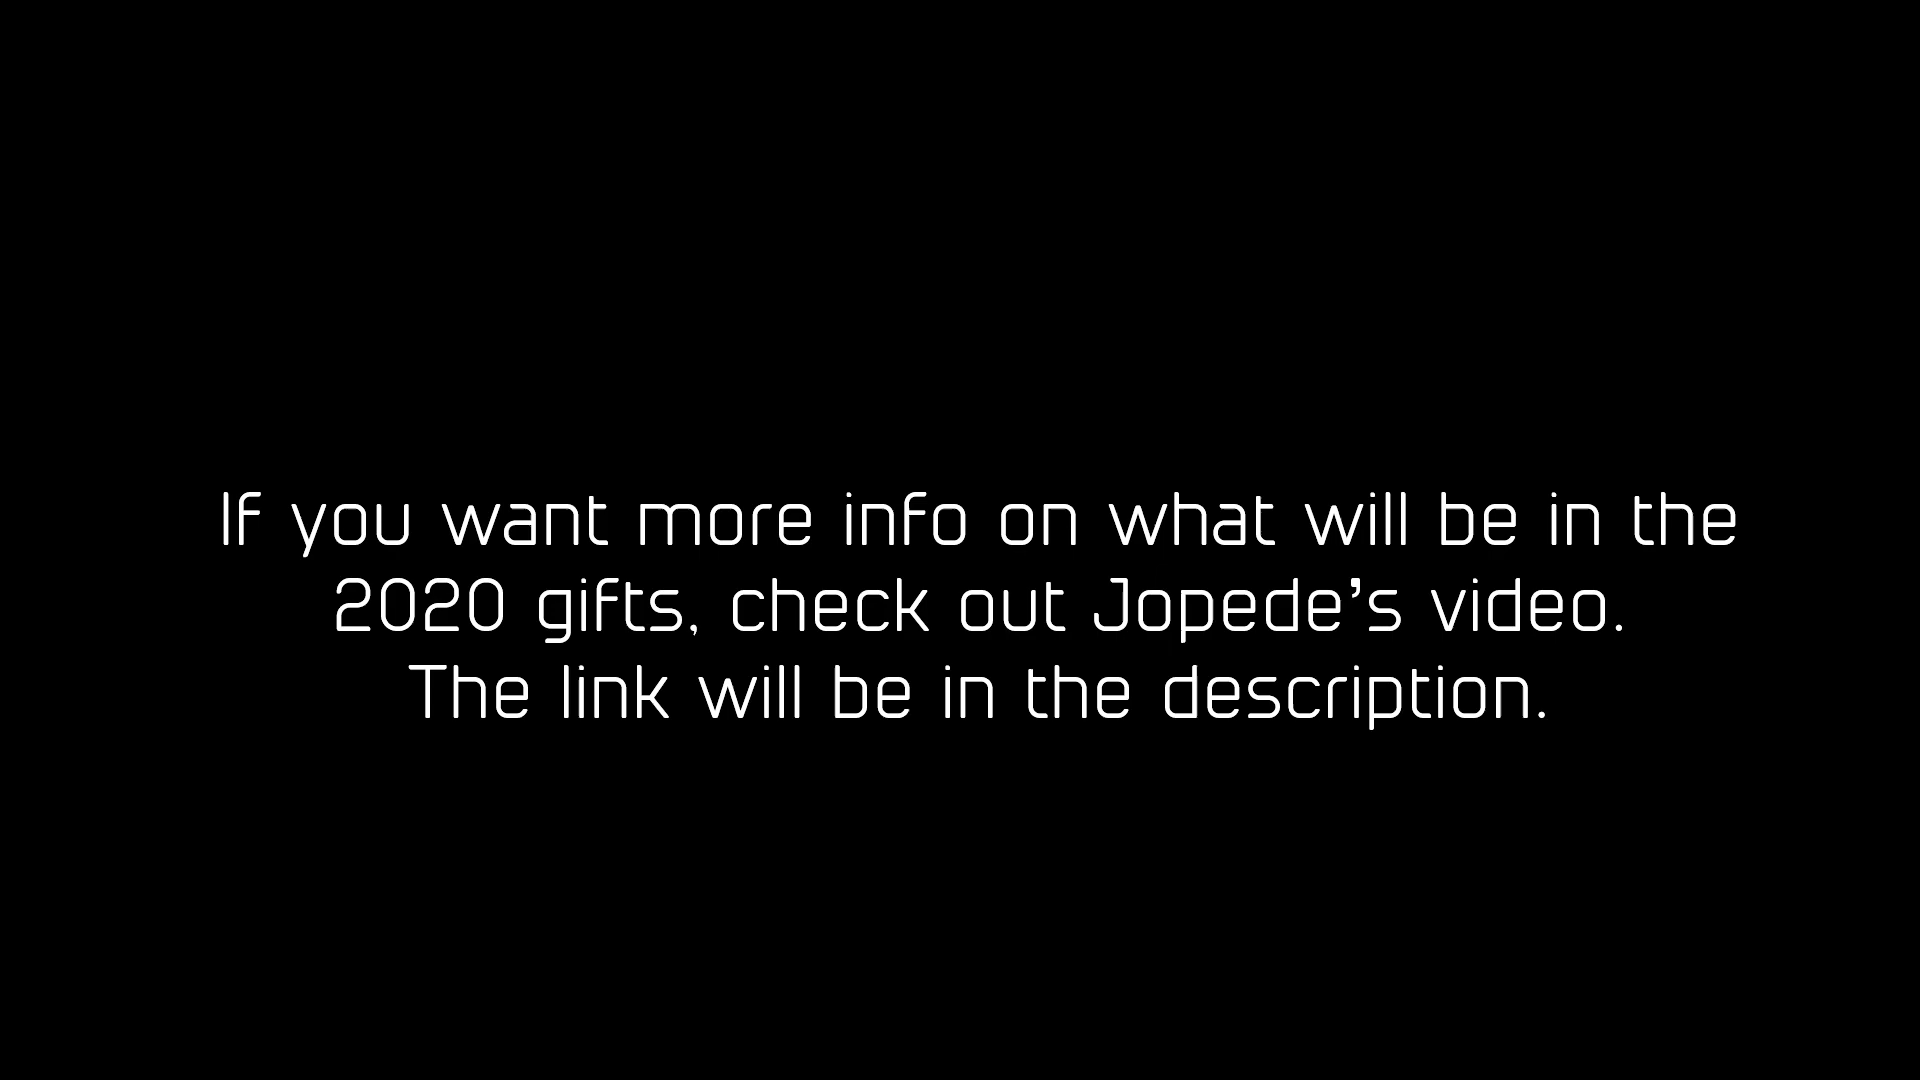 If you want more info on what will be in the
2020 gifts, check out Jopede's video.
The link will be in the description.